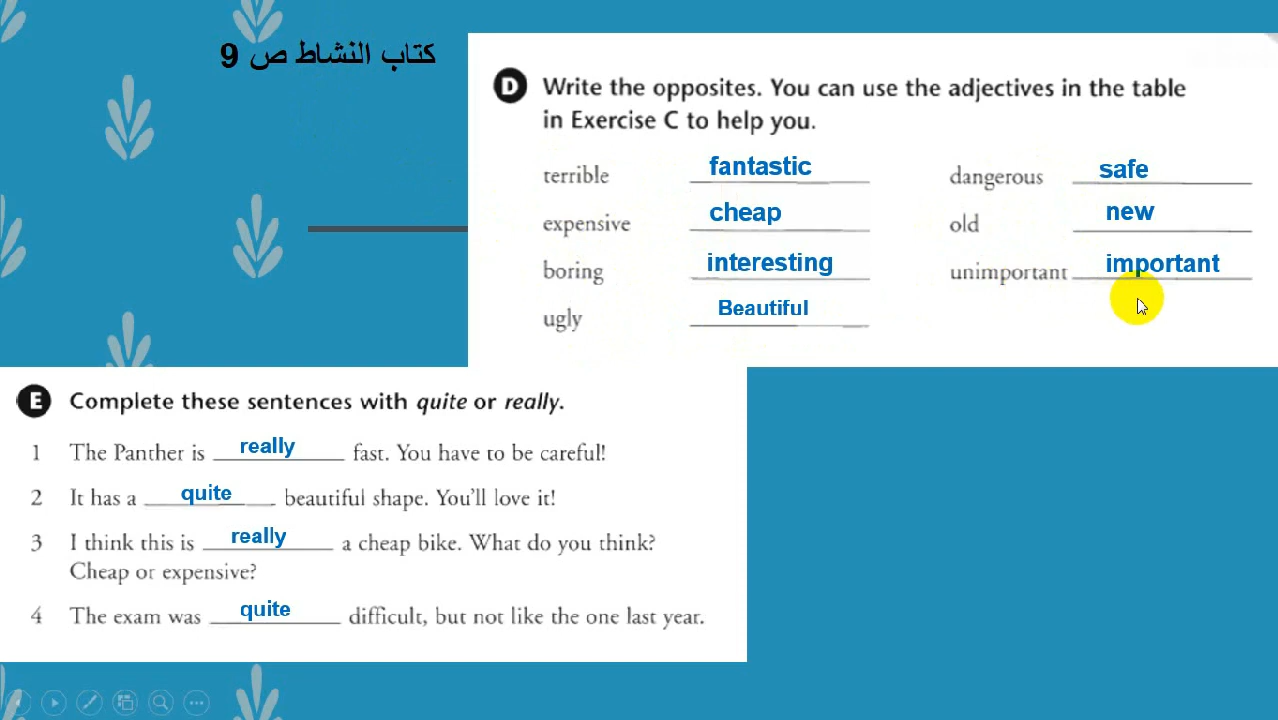 كتاب النشاط ص 9
D Write the opposites. You can use the adjectives in the table
in Exercise C to help you.
terrible fantastic dangerous safe
expensive cheap old new
boring interesting unimportant important
ugly Beautiful
E Complete these sentences with quite or really.
1 The Panther is really fast. You have to be careful!
2 It has a quite beautiful shape. You'll love it!
3 I think this is really a cheap bike. What do you think?
Cheap or expensive?
4 The exam was quite difficult, but not like the one last year.